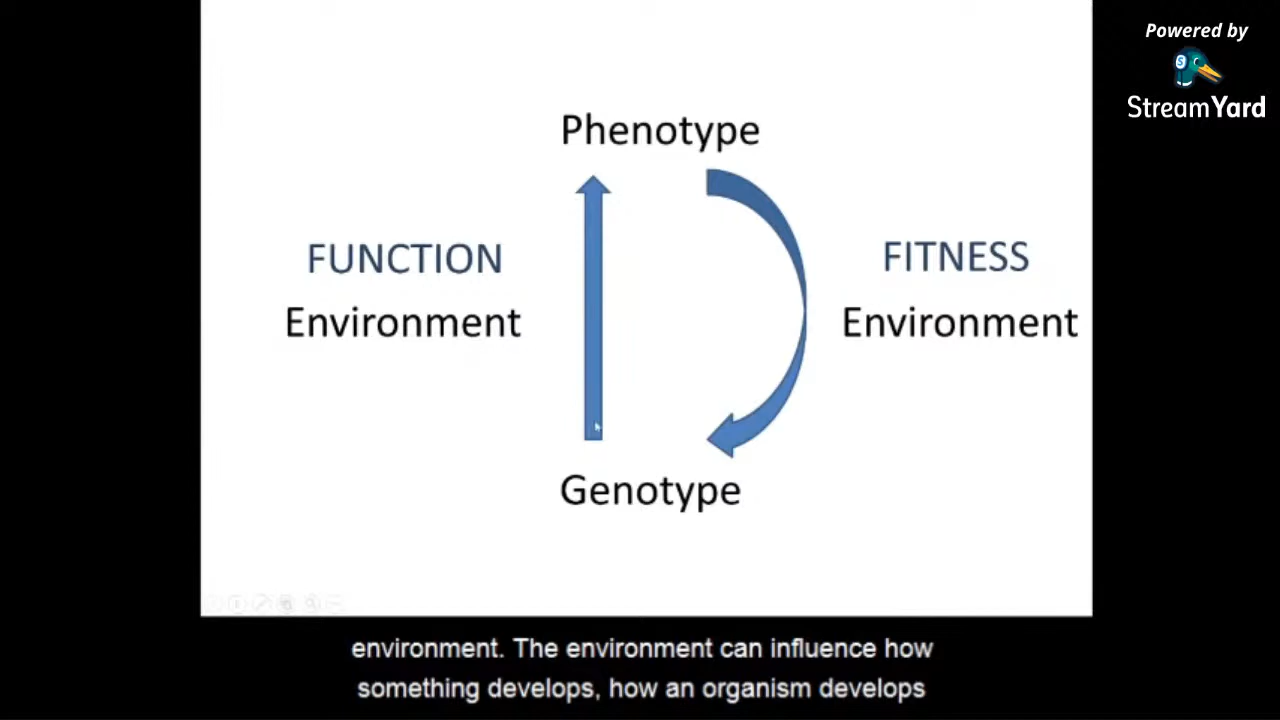 Powered by
StreamYard
Phenotype
FUNCTION
Environment
FITNESS
Environment
Genotype
environment. The environment can influence how
something develops, how an organism develops